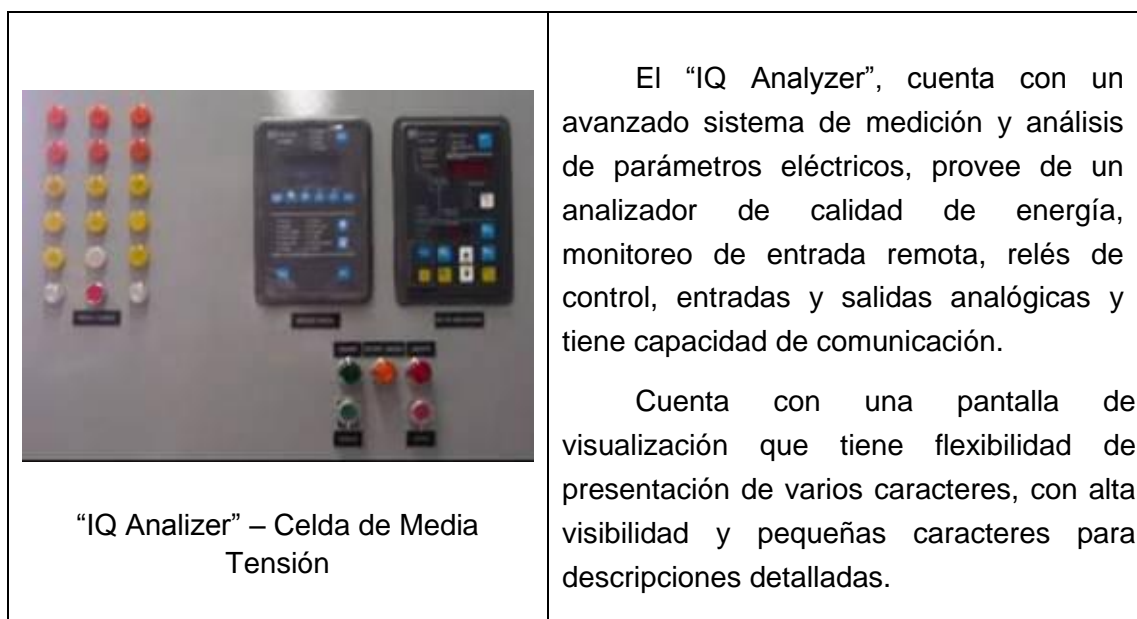 “IQ Analizer” – Celda de Media
Tensión
El “IQ Analyzer”, cuenta con un
avanzado sistema de medición y análisis
de parámetros eléctricos, provee de un
analizador de calidad de energía,
monitoreo de entrada remota, relés de
control, entradas y salidas analógicas y
tiene capacidad de comunicación.
Cuenta con una pantalla de
visualización que tiene flexibilidad de
presentación de varios caracteres, con alta
visibilidad y pequeñas caracteres para
descripciones detalladas.